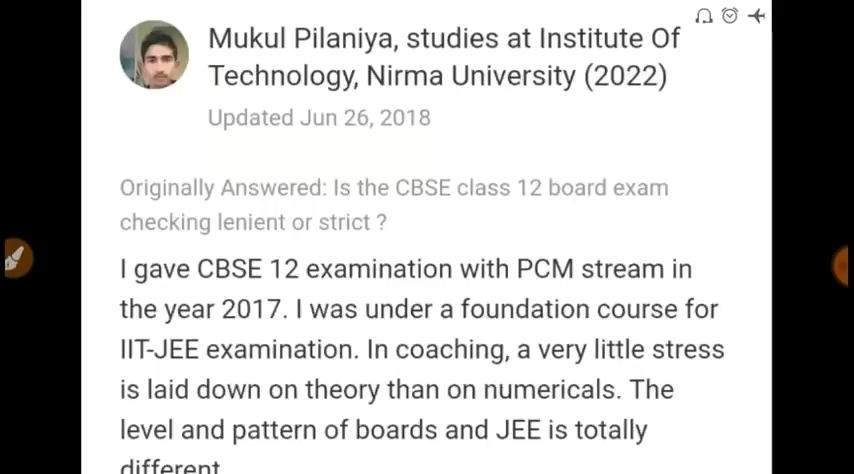 Mukul Pilaniya, studies at Institute Of
Technology, Nirma University (2022)
Updated Jun 26, 2018
Originally Answered: Is the CBSE class 12 board exam
checking lenient or strict ?
I gave CBSE 12 examination with PCM stream in
the year 2017. I was under a foundation course for
IIT-JEE examination. In coaching, a very little stress
is laid down on theory than on numericals. The
level and pattern of boards and JEE is totally
different